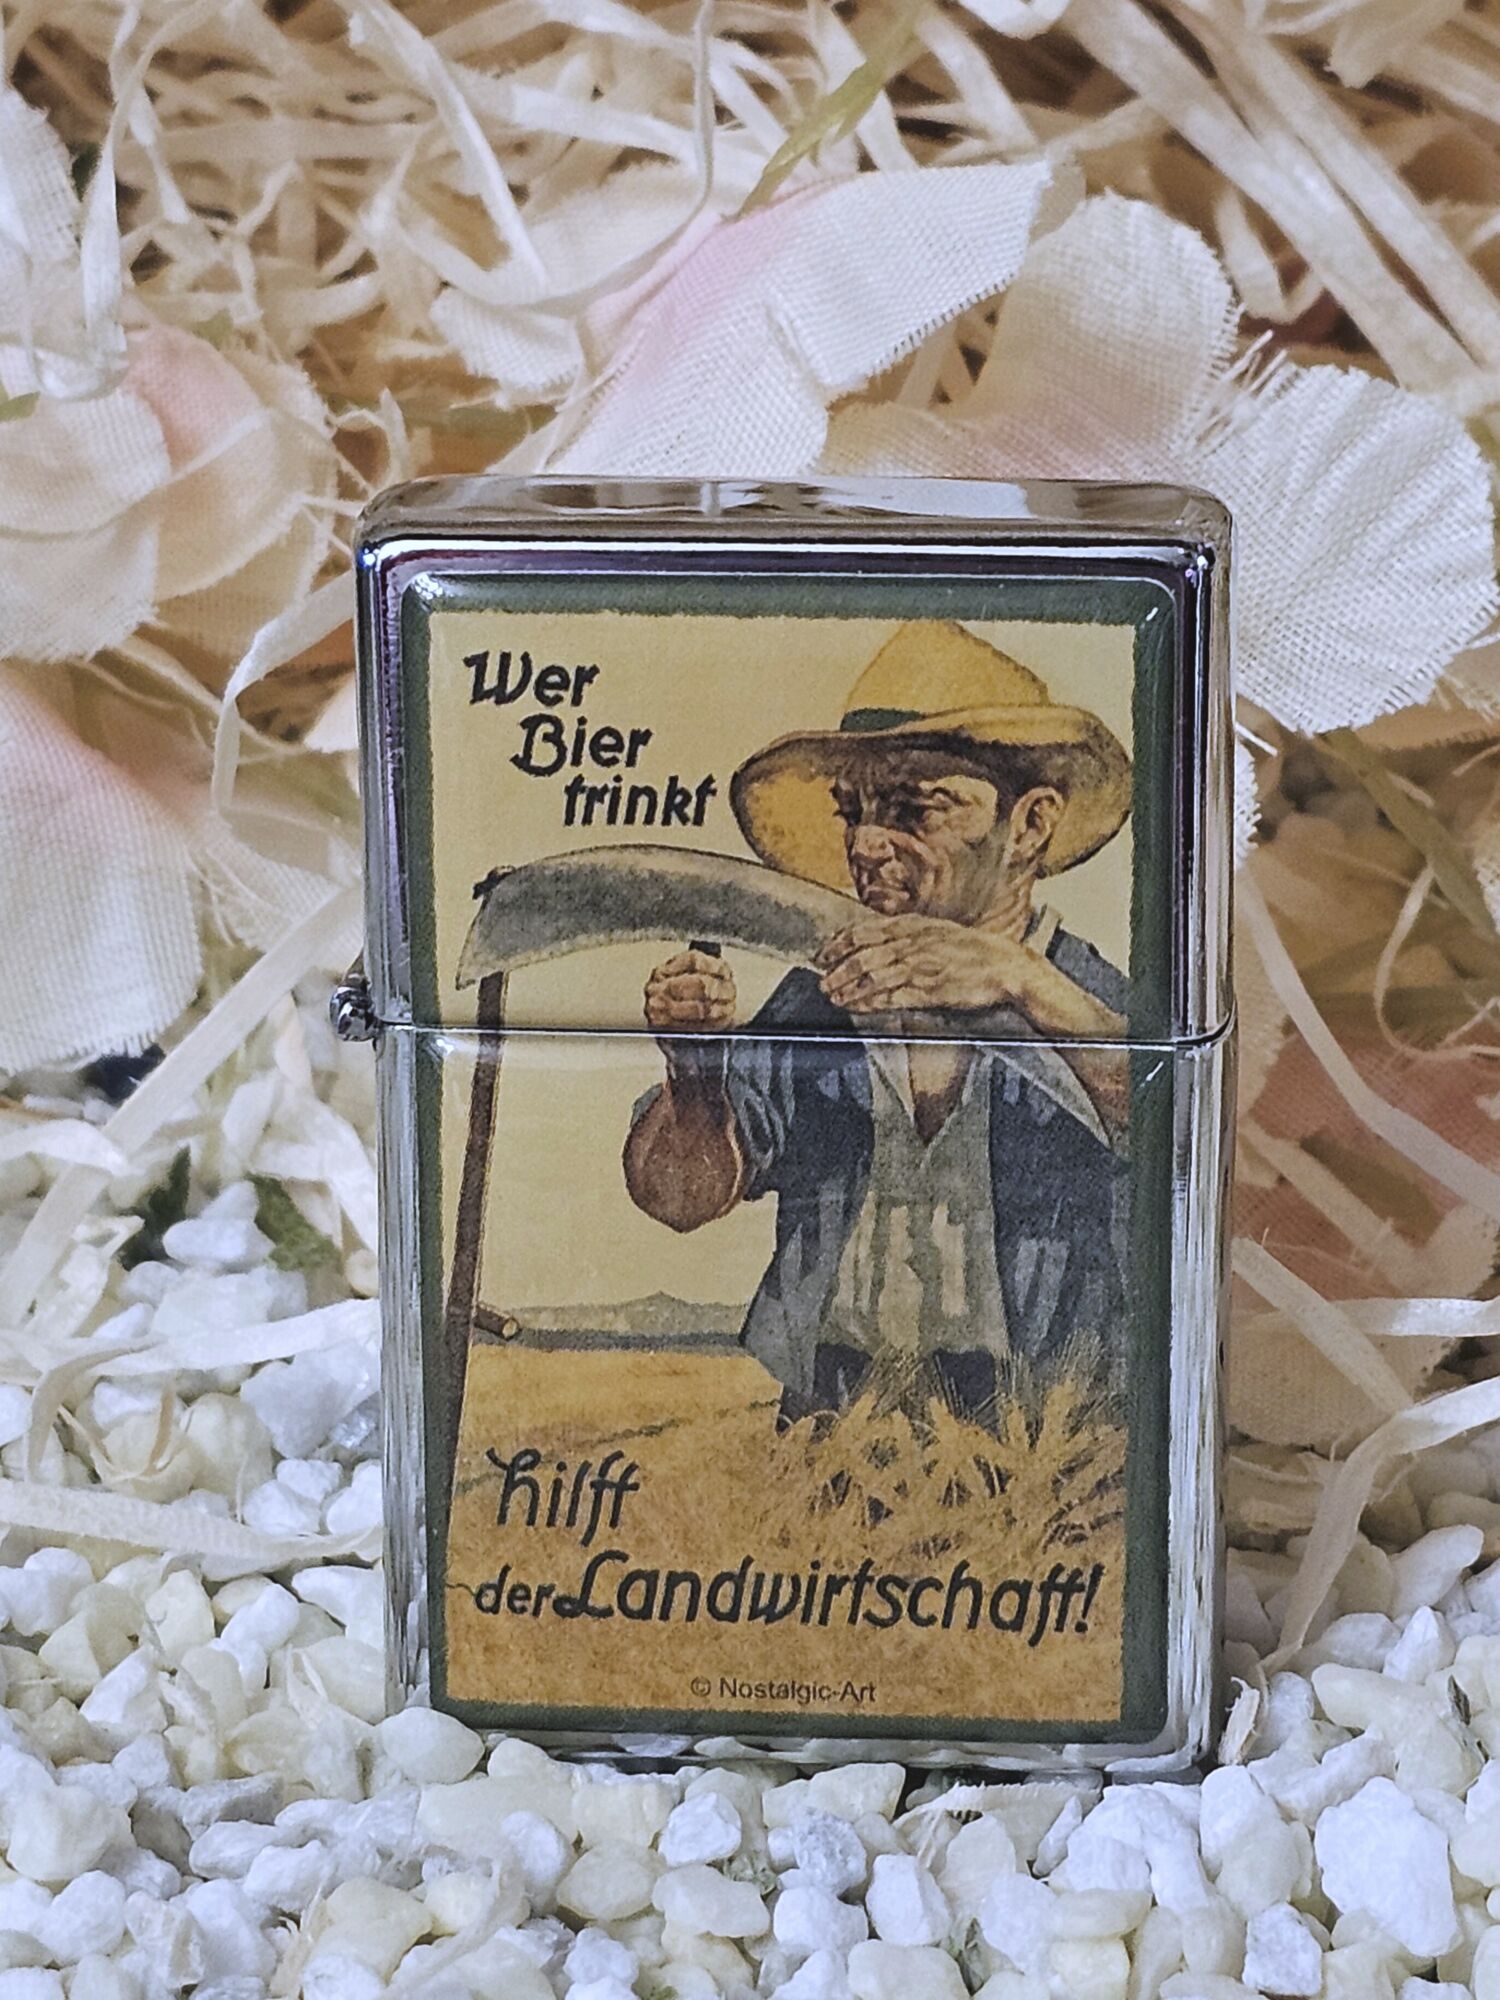 Wer
Bier
trinkt
hilft
der Landwirtschaft!
© Nostalgic-Art